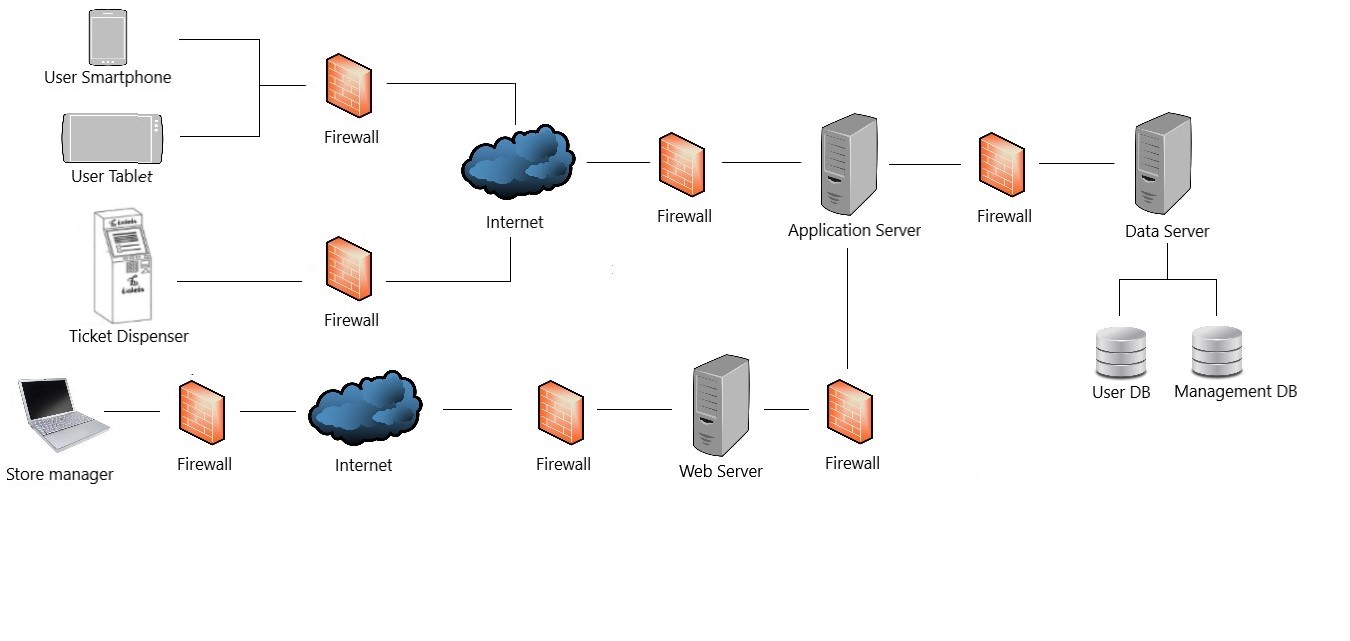 User Smartphone
Firewall
User Tablet
Internet
Firewall
Application Server
Firewall
Data Server
Ticket Dispenser
Firewall
User DB
Management DB
Store manager
Firewall
Internet
Firewall
Web Server
Firewall